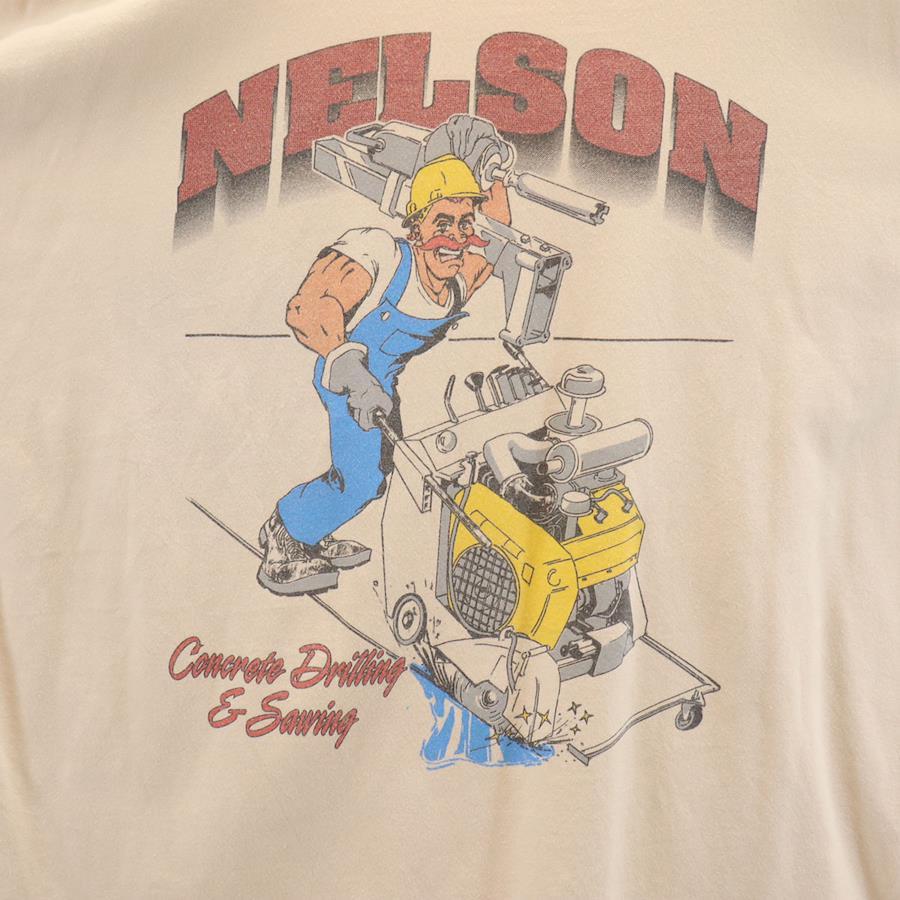 NELSON
Concrete Drilling
& Sawing